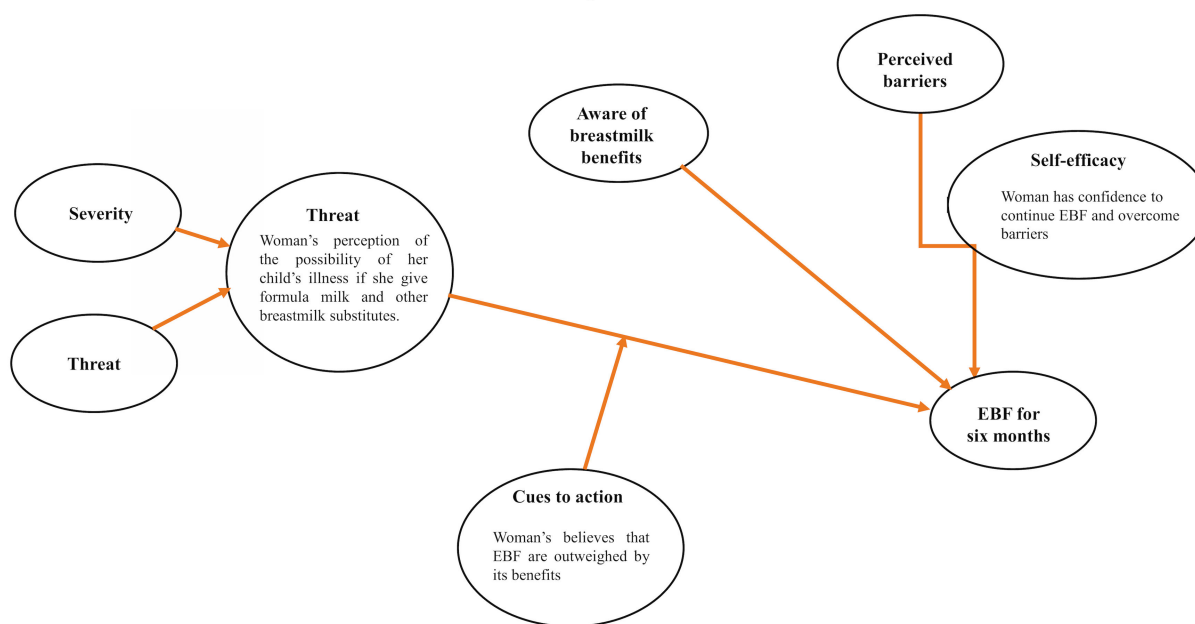 Perceived
barriers
Aware of
breastmilk
benefits
Self-efficacy
Woman has confidence to
continue EBF and overcome
barriers
Severity
Threat
Woman's perception of
the possibility of her
child's illness if she give
formula milk and other
breastmilk substitutes.
Threat
EBF for
six months
Cues to action
Woman's believes that
EBF are outweighed by
its benefits